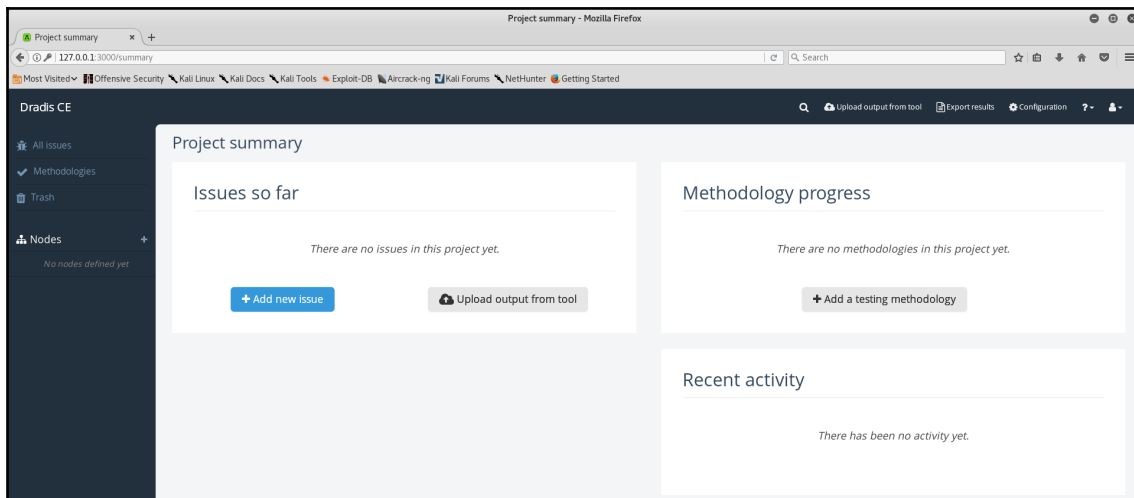 Project summary - Mozilla Firefox
Project summary × +
127.0.0.1:3000/summary Search
Most Visited Offensive Security Kali Linux Kali Docs Kali Tools Exploit-DB Aircrack-ng Kali Forums NetHunter Getting Started
Dradis CE Upload output from tool Export results Configuration ?
All issues
Methodologies
Trash
Nodes +
No nodes defined yet
Project summary
Issues so far
There are no issues in this project yet.
+ Add new issue Upload output from tool
Methodology progress
There are no methodologies in this project yet.
+ Add a testing methodology
Recent activity
There has been no activity yet.